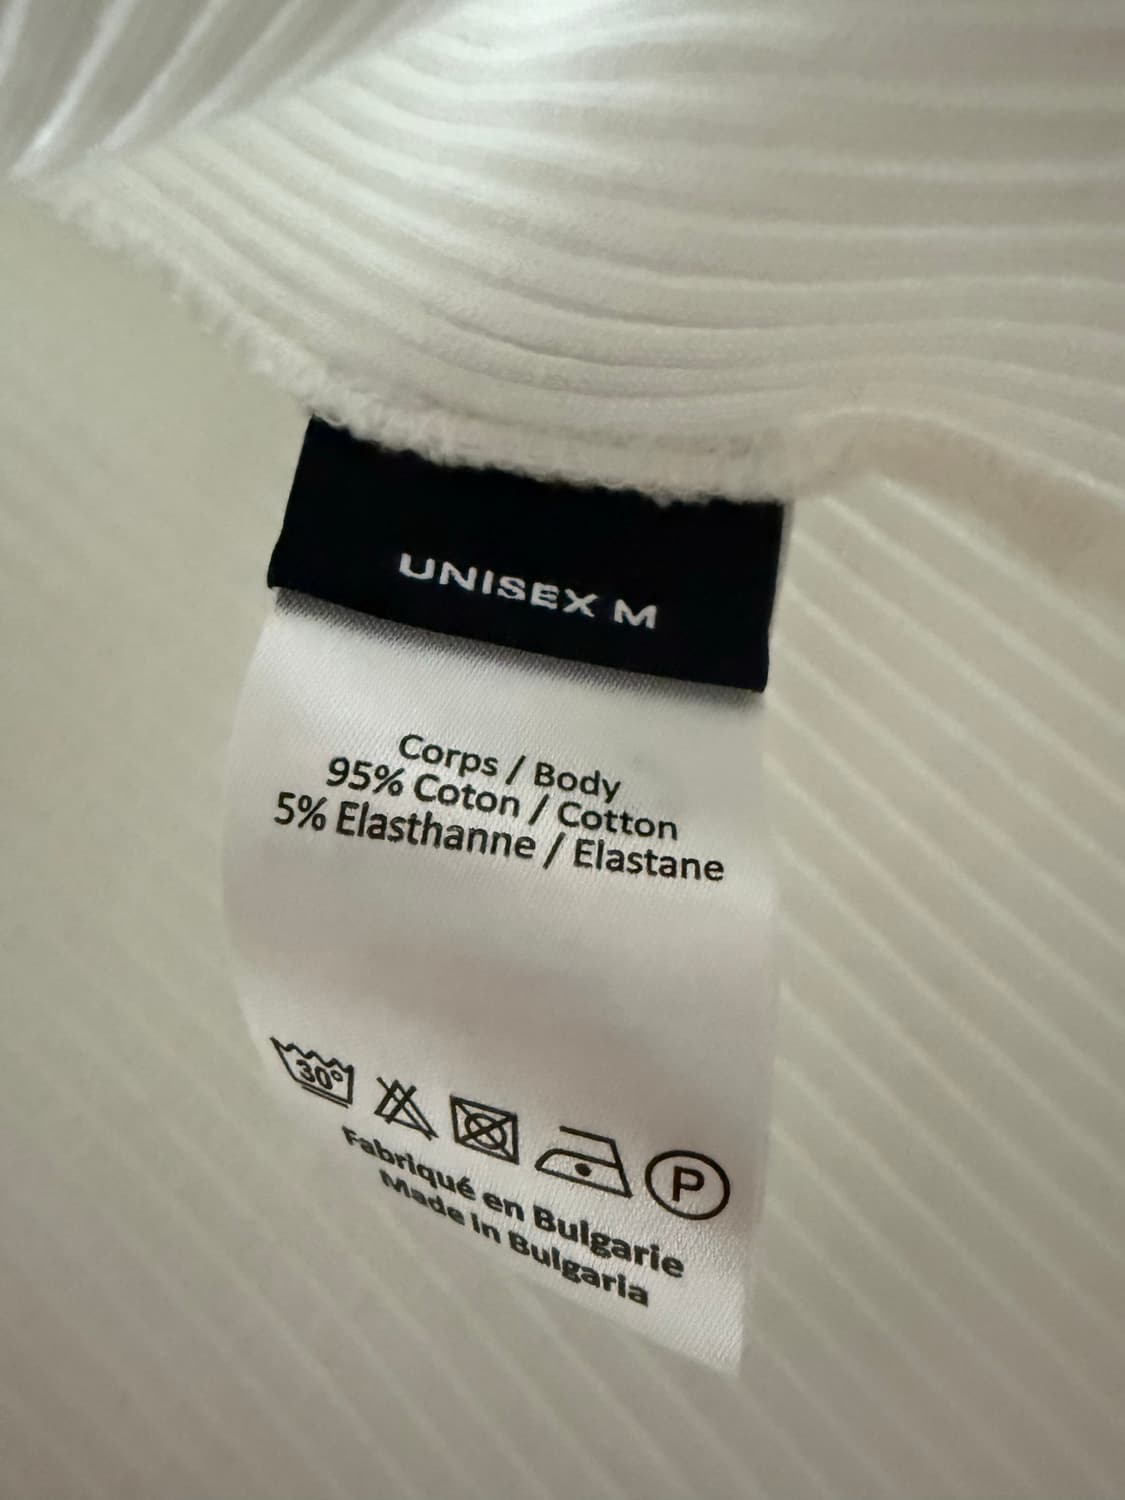 UNISEX M
Corps / Body
95% Coton / Cotton
5% Elasthanne / Elastane
30°
P
Fabriqué en Bulgarie
Made in Bulgaria